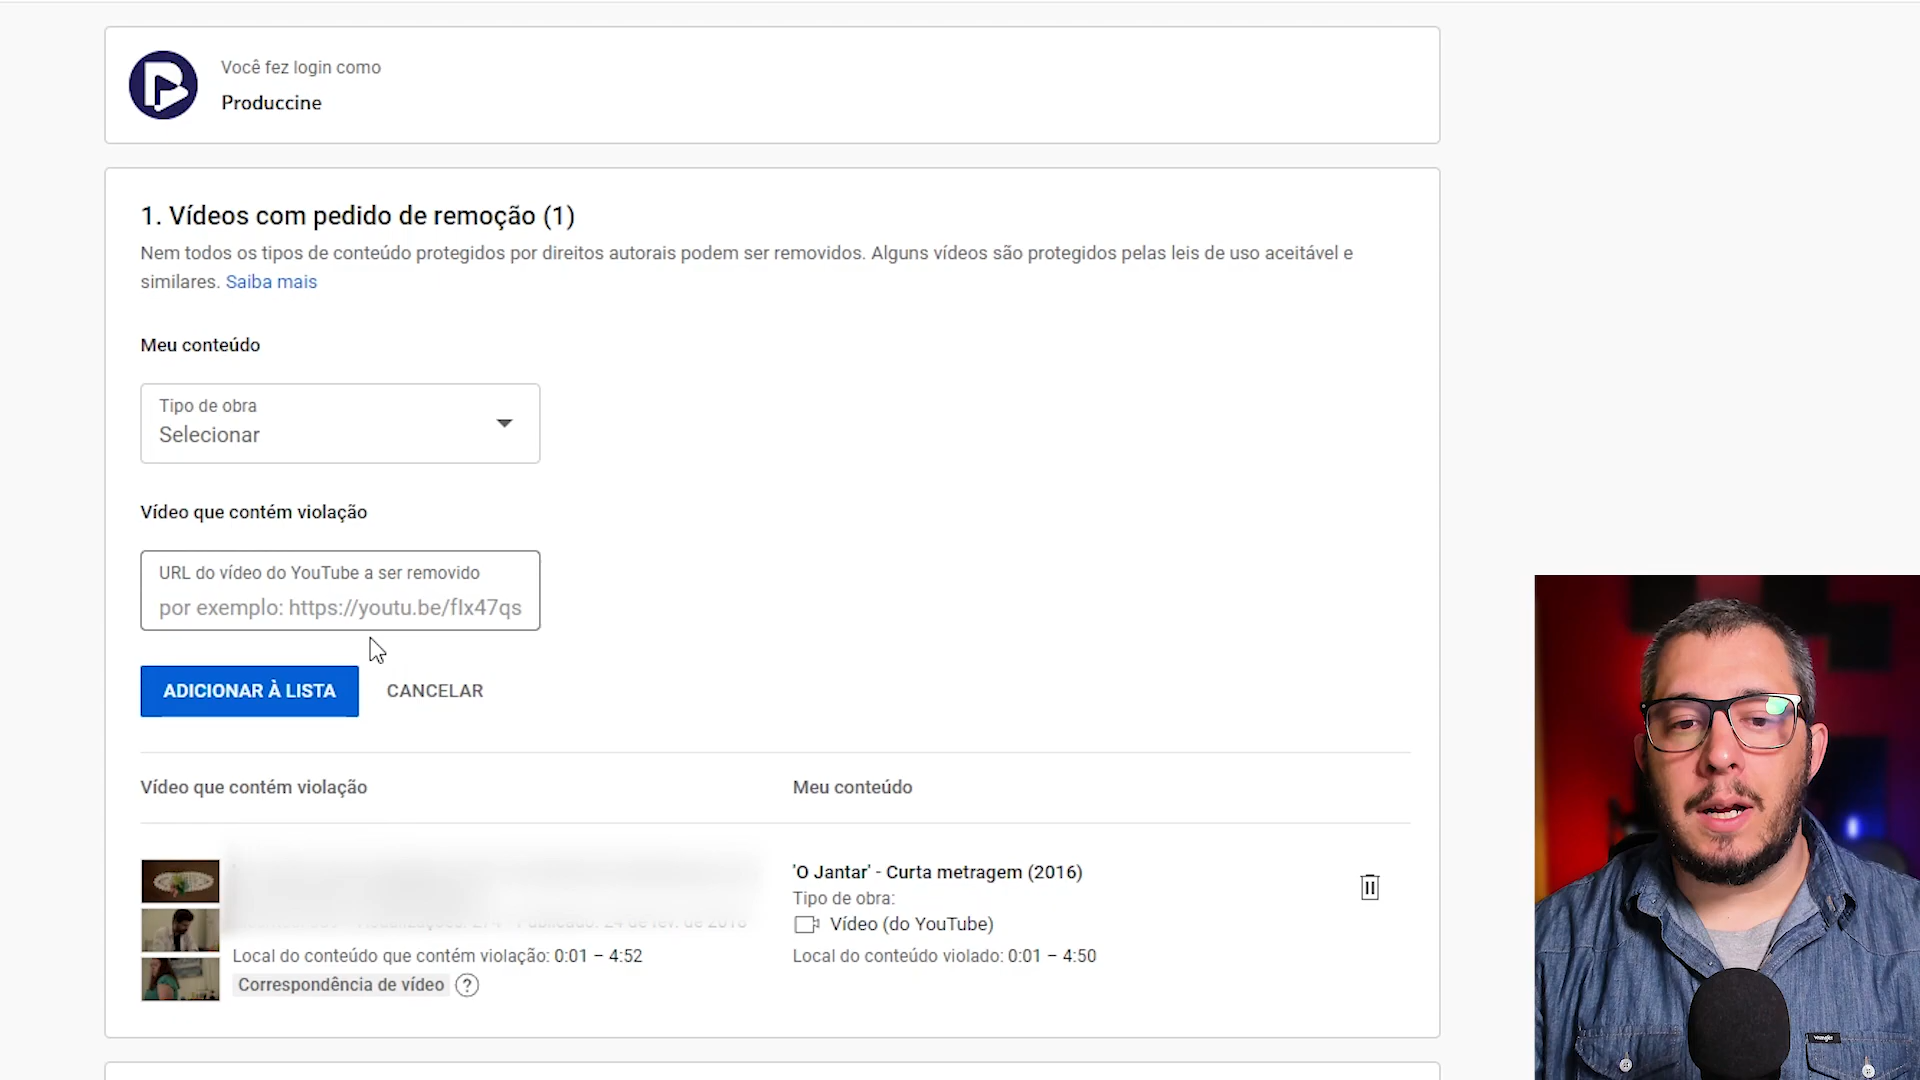 Você fez login como
Produccine
1. Vídeos com pedido de remoção (1)
Nem todos os tipos de conteúdo protegidos por direitos autorais podem ser removidos. Alguns vídeos são protegidos pelas leis de uso aceitável e
similares. Saiba mais
Meu conteúdo
Tipo de obra
Selecionar
Vídeo que contém violação
URL do vídeo do YouTube a ser removido
por exemplo: https://youtu.be/fIx47qs
ADICIONAR À LISTA CANCELAR
Vídeo que contém violação Meu conteúdo
'O Jantar' - Curta metragem (2016)
Tipo de obra:
Vídeo (do YouTube)
Local do conteúdo que contém violação: 0:01 – 4:52
Local do conteúdo violado: 0:01 – 4:50
Correspondência de vídeo ?
Wrangler